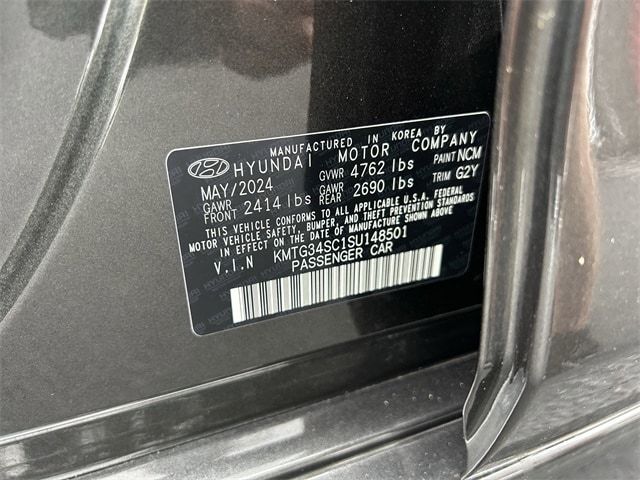 MANUFACTURED IN KOREA BY
HYUNDAI MOTOR COMPANY
MAY/2024 GVWR 4762 lbs PAINT NCM
GAWR FRONT 2414 lbs GAWR REAR 2690 lbs TRIM G2Y
THIS VEHICLE CONFORMS TO ALL APPLICABLE U.S.A. FEDERAL
MOTOR VEHICLE SAFETY, BUMPER, AND THEFT PREVENTION STANDARDS
IN EFFECT ON THE DATE OF MANUFACTURE SHOWN ABOVE.
V.I.N KMTG34SC1SU148501
PASSENGER CAR